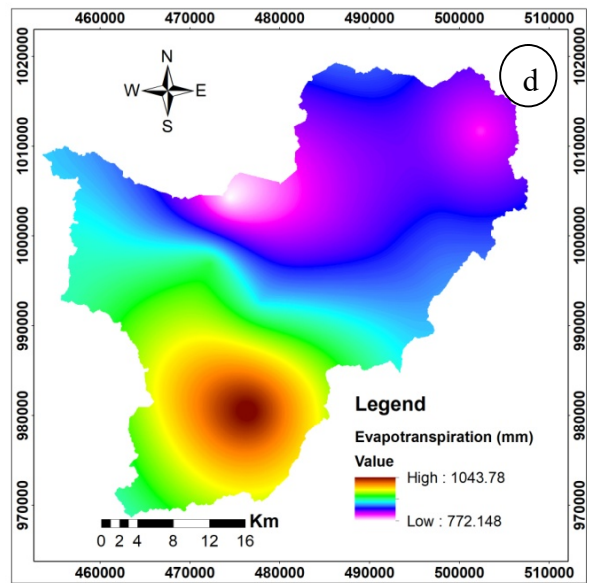 460000 470000 480000 490000 500000 510000
1020000 1020000
N
W E
S
d
1010000 1010000
1000000 1000000
990000 990000
980000 980000
970000 970000
Legend
Evapotranspiration (mm)
Value
High : 1043.78
Low : 772.148
Km
0 2 4 8 12 16
460000 470000 480000 490000 500000 510000